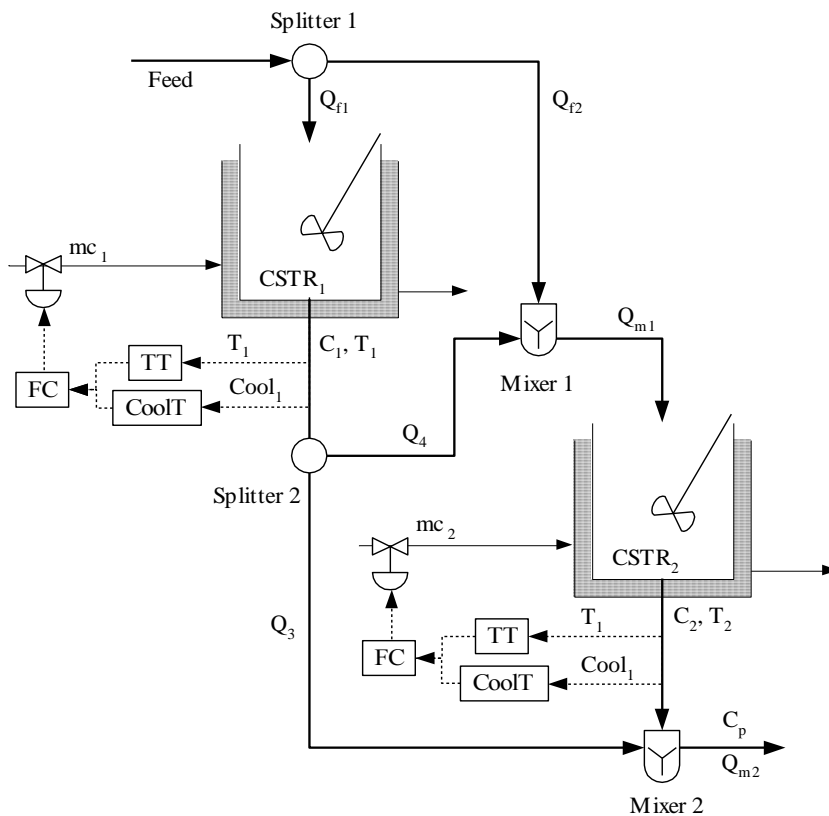 Splitter 1
Feed
Q_f1
Q_f2
mc_1
CSTR_1
Q_m1
T_1
C_1, T_1
TT
Mixer 1
FC
Cool_1
CoolT
Q_4
Splitter 2
mc_2
CSTR_2
Q_3
T_1
C_2, T_2
TT
FC
Cool_1
CoolT
C_p
Q_m2
Mixer 2